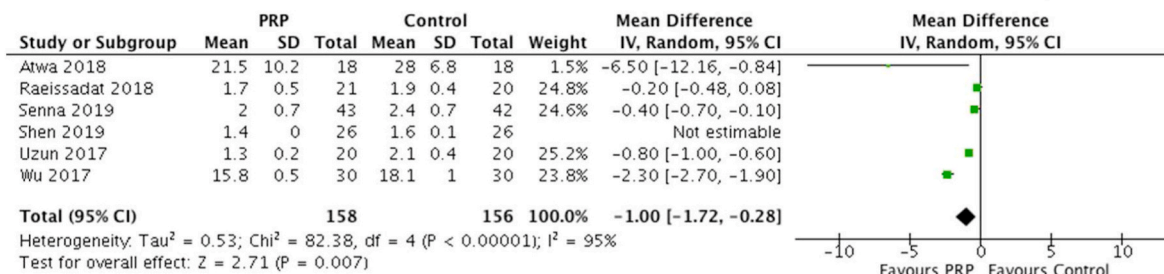 PRP Control Mean Difference Mean Difference
Study or Subgroup Mean SD Total Mean SD Total Weight IV, Random, 95% CI IV, Random, 95% CI
Atwa 2018 21.5 10.2 18 28 6.8 18 1.5% -6.50 [-12.16, -0.84]
Raeissadat 2018 1.7 0.5 21 1.9 0.4 20 24.8% -0.20 [-0.48, 0.08]
Senna 2019 2 0.7 43 2.4 0.7 42 24.6% -0.40 [-0.70, -0.10]
Shen 2019 1.4 0 26 1.6 0.1 26 Not estimable
Uzun 2017 1.3 0.2 20 2.1 0.4 20 25.2% -0.80 [-1.00, -0.60]
Wu 2017 15.8 0.5 30 18.1 1 30 23.8% -2.30 [-2.70, -1.90]
Total (95% CI) 158 156 100.0% -1.00 [-1.72, -0.28]
Heterogeneity: Tau² = 0.53; Chi² = 82.38, df = 4 (P < 0.00001); I² = 95%
Test for overall effect: Z = 2.71 (P = 0.007)
-10 -5 0 5 10
Favours PRP Favours Control